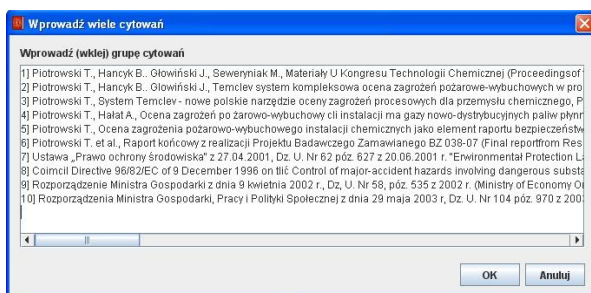 Wprowadź wiele cytowań
Wprowadź (wklej) grupę cytowań
1] Piotrowski T., Hancyk B.. Głowiński J., Seweryniak M., Materiały U Kongresu Technologii Chemicznej (Proceedingsof
2] Piotrowski T., Hancyk B., Głowiński J., Temclev system kompleksowa ocena zagrożeń pożarowe-wybuchowych w pro
3] Piotrowski T., System Temclev - nowe polskie narzędzie oceny zagrożeń procesowych dla przemysłu chemicznego, P
4] Piotrowski T., Hałat A., Ocena zagrożeń po żarowo-wybuchowy cli instalacji ma gazy nowo-dystrybucyjnych paliw płynn
5] Piotrowski T., Ocena zagrożenia pożarowo-wybuchowego instalacji chemicznych jako element raportu bezpieczeństw
6] Piotrowski T. et al., Raport końcowy z realizacji Projektu Badawczego Zamawianego BZ 038-07 (Final reportfrom Res
7] Ustawa „Prawo ochrony środowiska" z 27.04.2001, Dz. U. Nr 62 póz. 627 z 20.06.2001 r. "Erwironmental Protection La
8] Coimcil Directive 96/82/EC of 9 December 1996 on tlić Control of major-accident hazards involving dangerous substa
9] Rozporządzenie Ministra Gospodarki z dnia 9 kwietnia 2002 r., Dz, U. Nr 58, póz. 535 z 2002 r. (Ministry of Economy Or
10] Rozporządzenia Ministra Gospodarki, Pracy i Polityki Społecznej z dnia 29 maja 2003 r, Dz. U. Nr 104 póz. 970 z 200
OK Anuluj